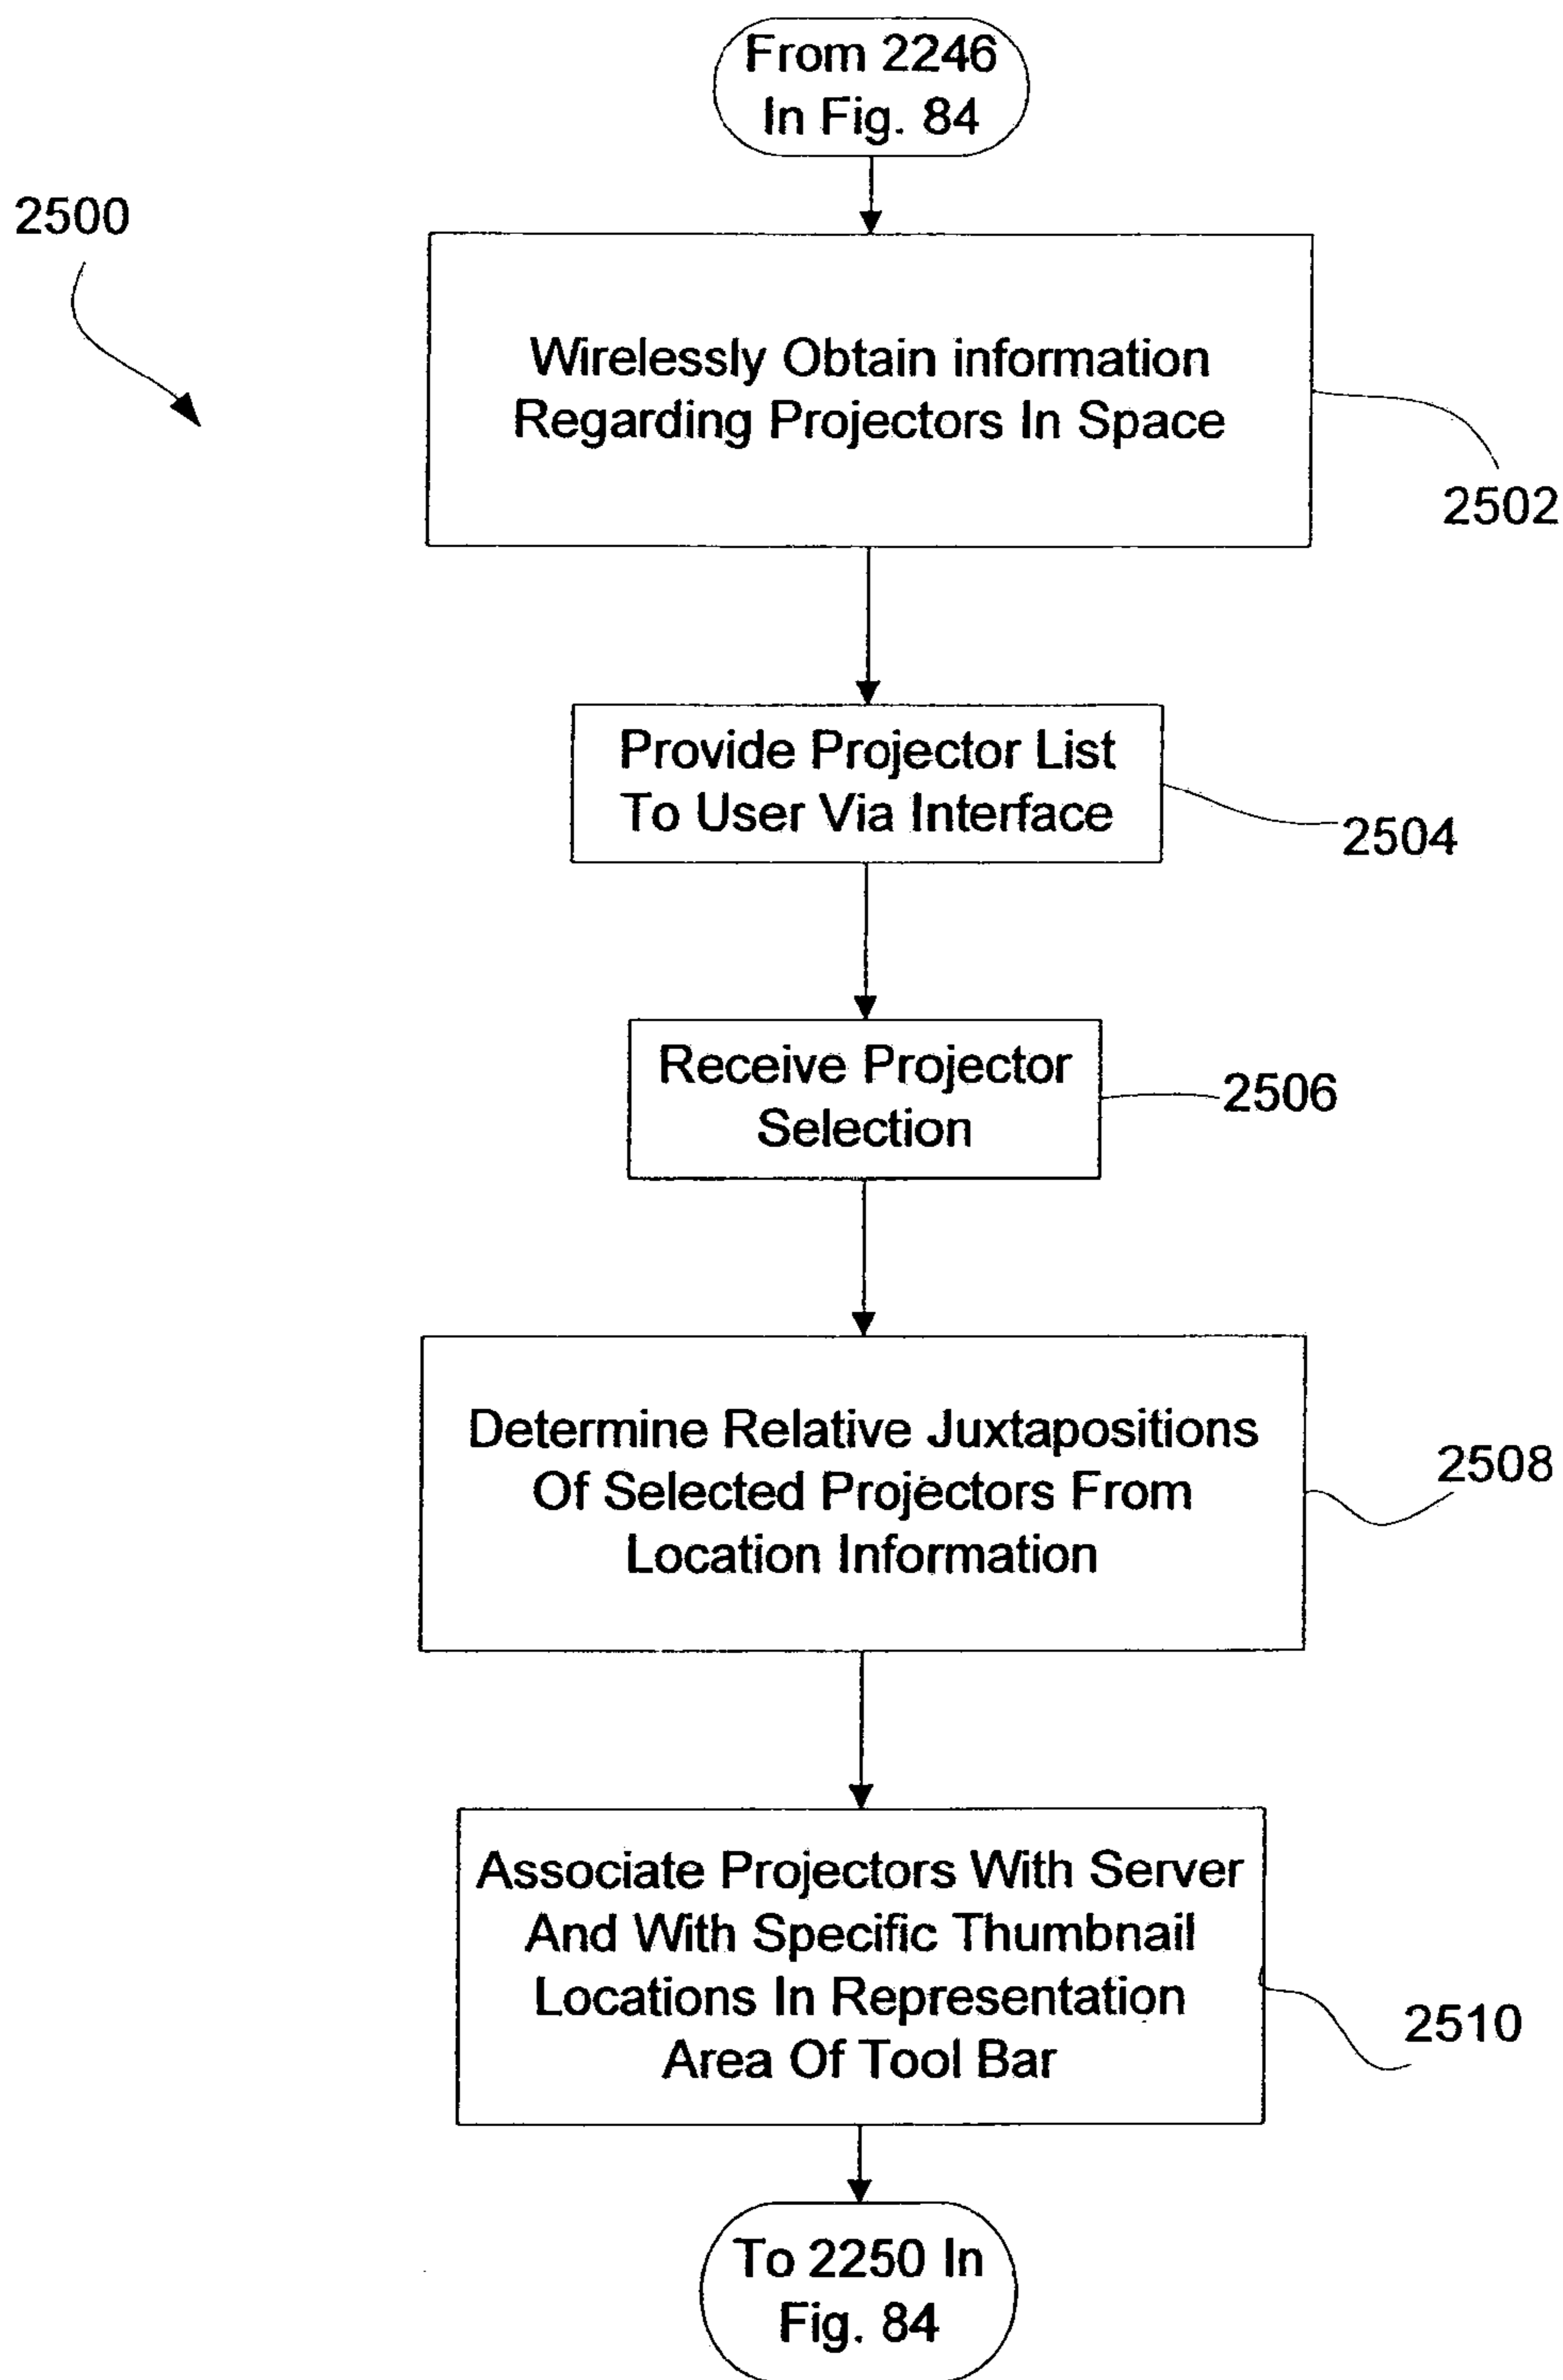 From 2246
In Fig. 84
2500
Wirelessly Obtain information
Regarding Projectors In Space
2502
Provide Projector List
To User Via Interface
2504
Receive Projector
Selection
2506
Determine Relative Juxtapositions
Of Selected Projectors From
Location Information
2508
Associate Projectors With Server
And With Specific Thumbnail
Locations In Representation
Area Of Tool Bar
2510
To 2250 In
Fig. 84